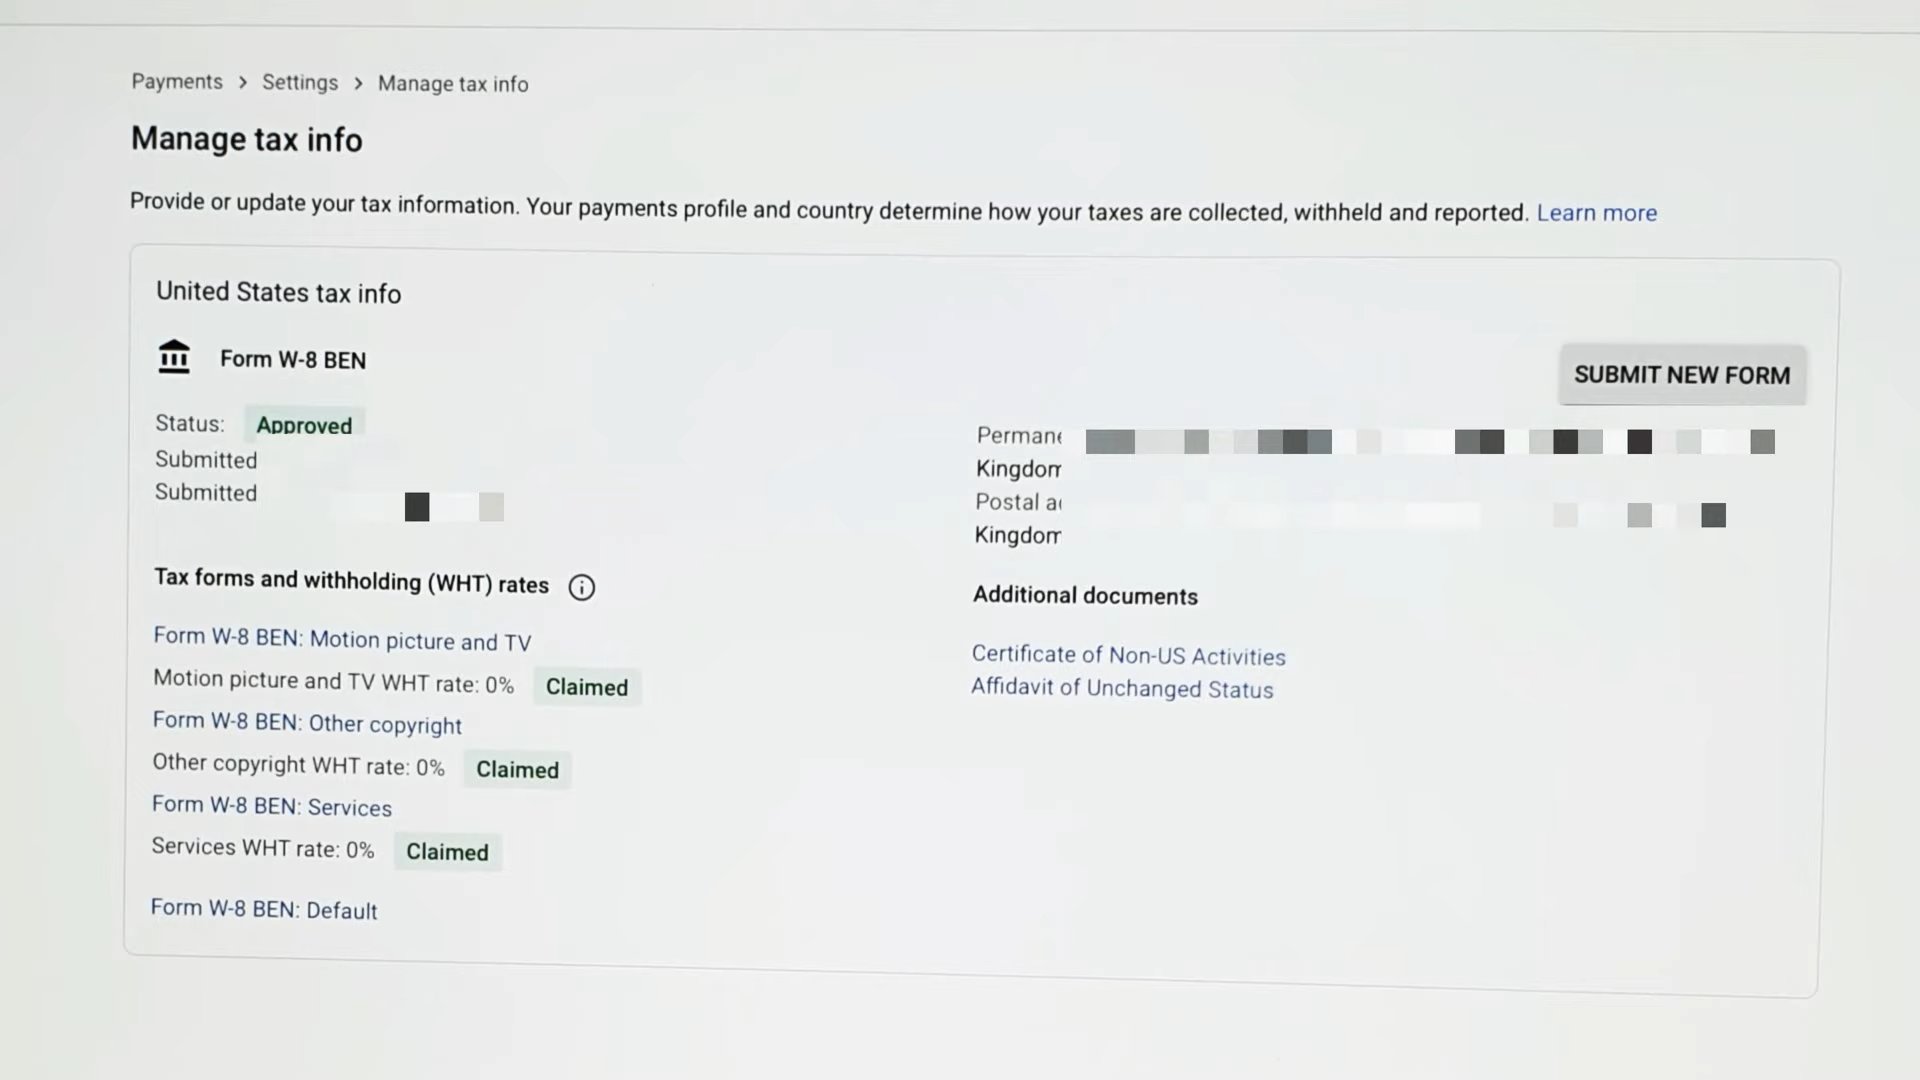 Payments > Settings > Manage tax info
Manage tax info
Provide or update your tax information. Your payments profile and country determine how your taxes are collected, withheld and reported. Learn more
United States tax info
Form W-8 BEN
SUBMIT NEW FORM
Status: Approved
Submitted
Submitted
Kingdom
Postal
Kingdom
Tax forms and withholding (WHT) rates
Form W-8 BEN: Motion picture and TV
Motion picture and TV WHT rate: 0% Claimed
Form W-8 BEN: Other copyright
Other copyright WHT rate: 0% Claimed
Form W-8 BEN: Services
Services WHT rate: 0% Claimed
Form W-8 BEN: Default
Additional documents
Certificate of Non-US Activities
Affidavit of Unchanged Status